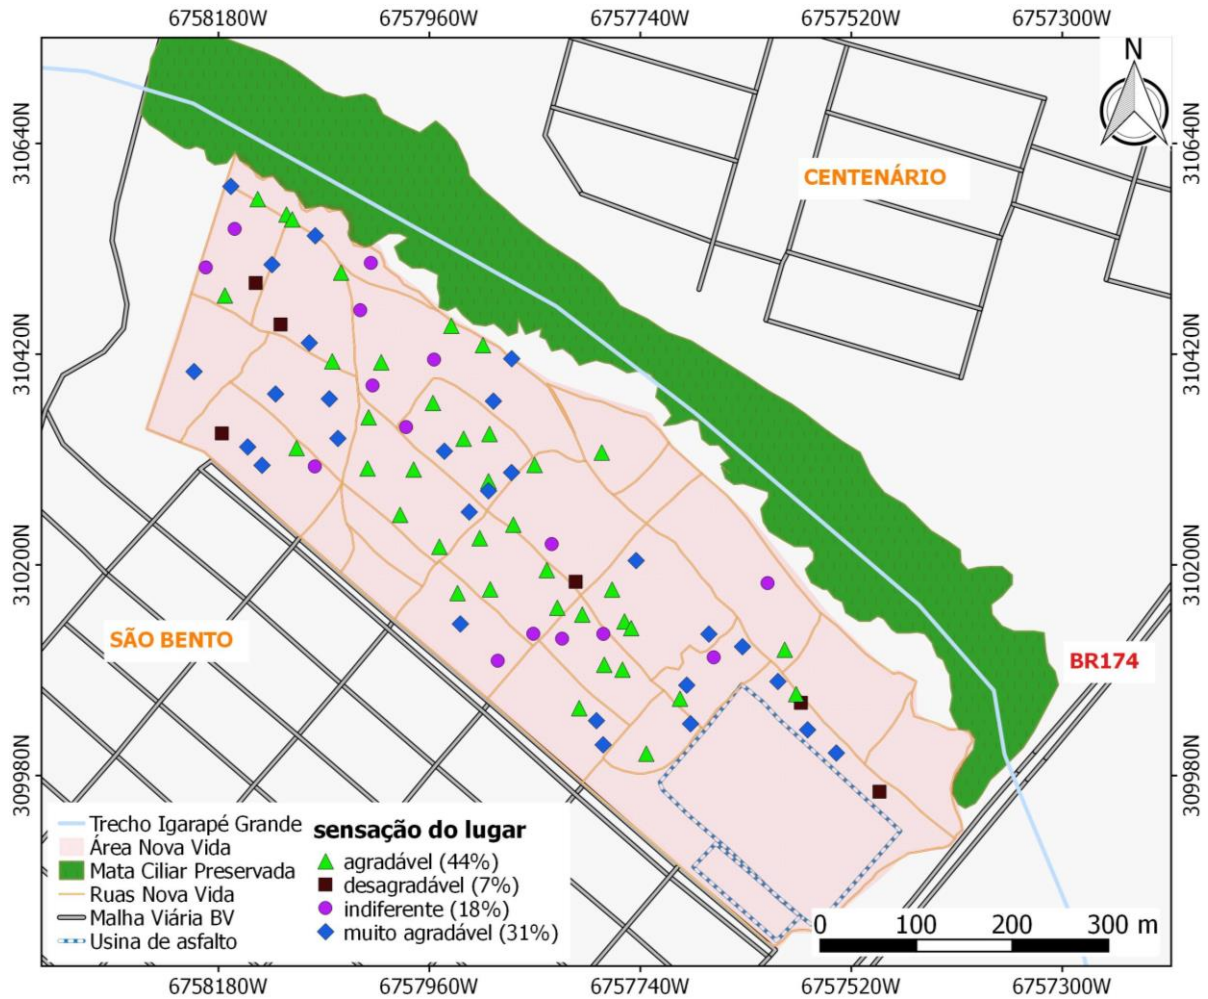 6758180W 6757960W 6757740W 6757520W 6757300W
N
310640N 310640N
CENTENÁRIO
310420N 310420N
310200N 310200N
SÃO BENTO
BR174
309980N 309980N
Trecho Igarapé Grande
Área Nova Vida
Mata Ciliar Preservada
Ruas Nova Vida
Malha Viária BV
Usina de asfalto
sensação do lugar
agradável (44%)
desagradável (7%)
indiferente (18%)
muito agradável (31%)
0 100 200 300 m
6758180W 6757960W 6757740W 6757520W 6757300W